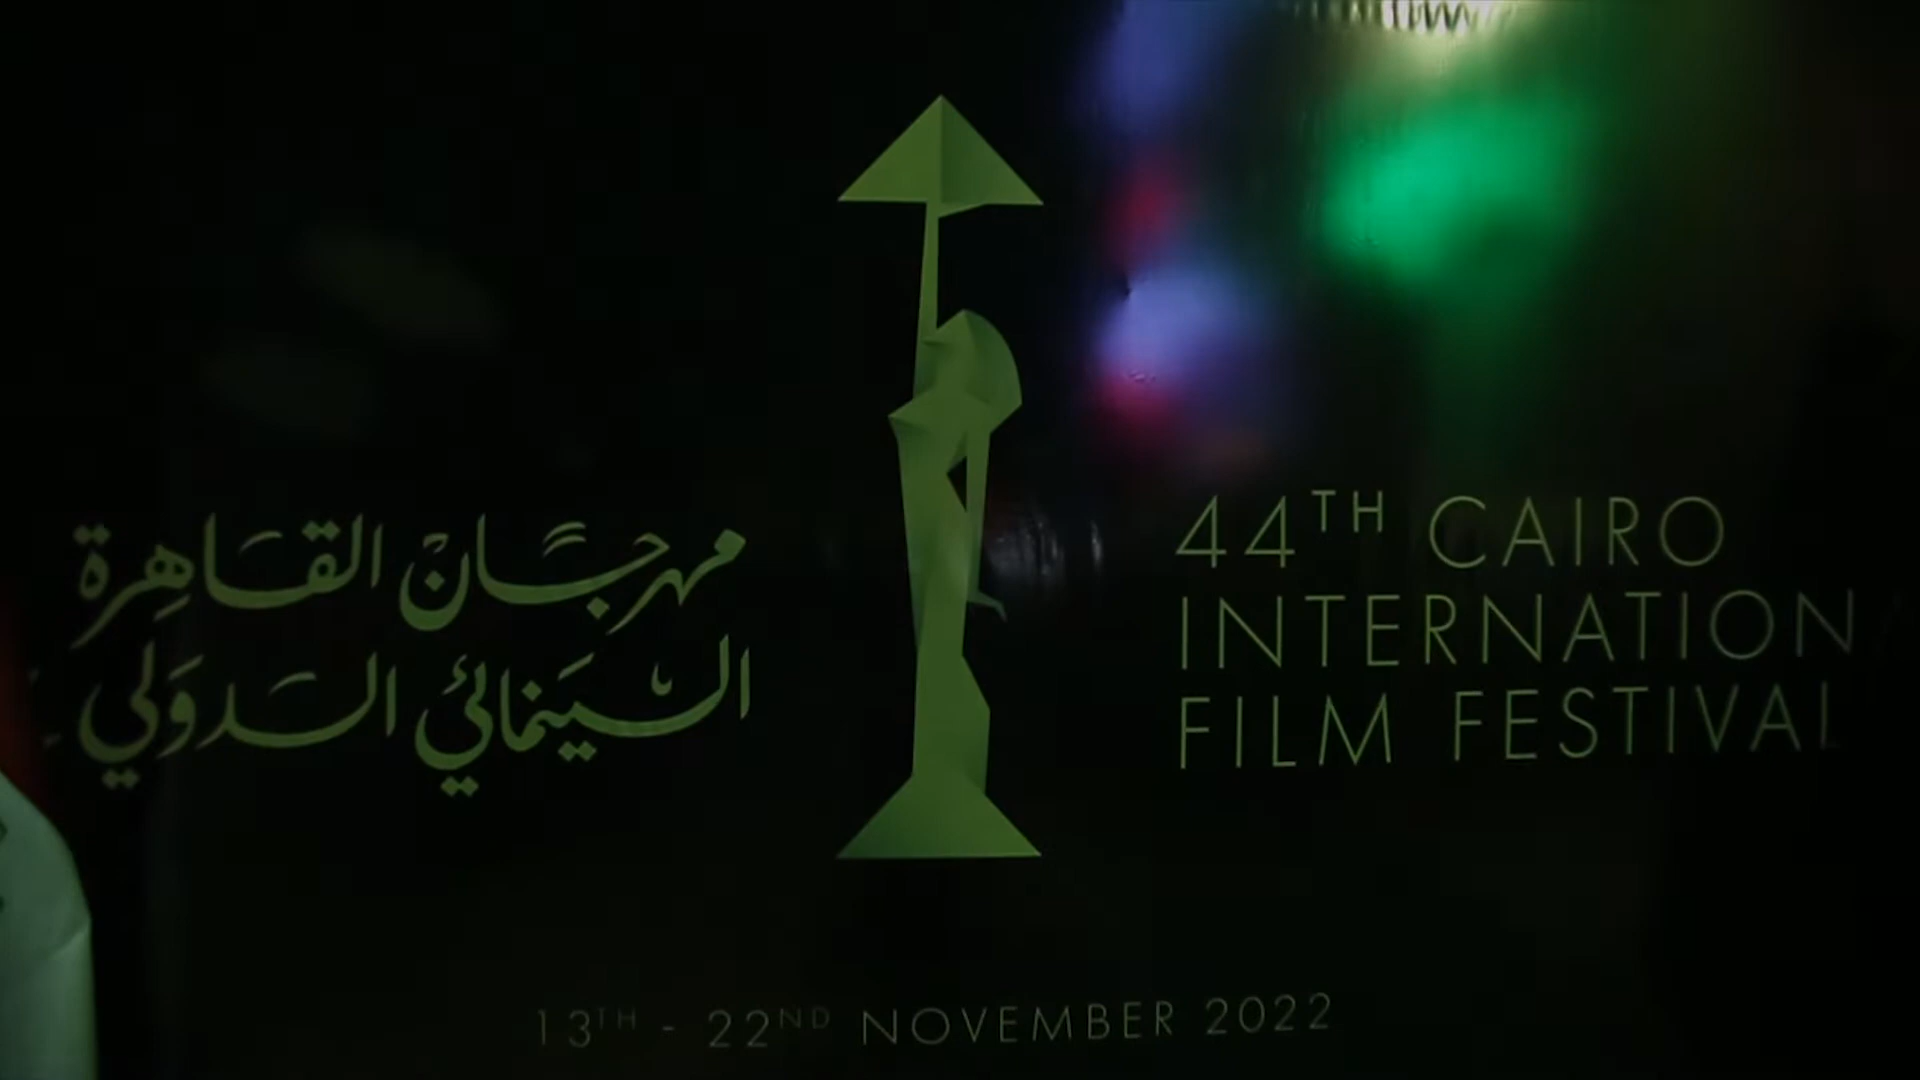 مهرجان القاهرة
السينمائي الدولي
44TH CAIRO
INTERNATION
FILM FESTIVAL
13TH - 22ND NOVEMBER 2022